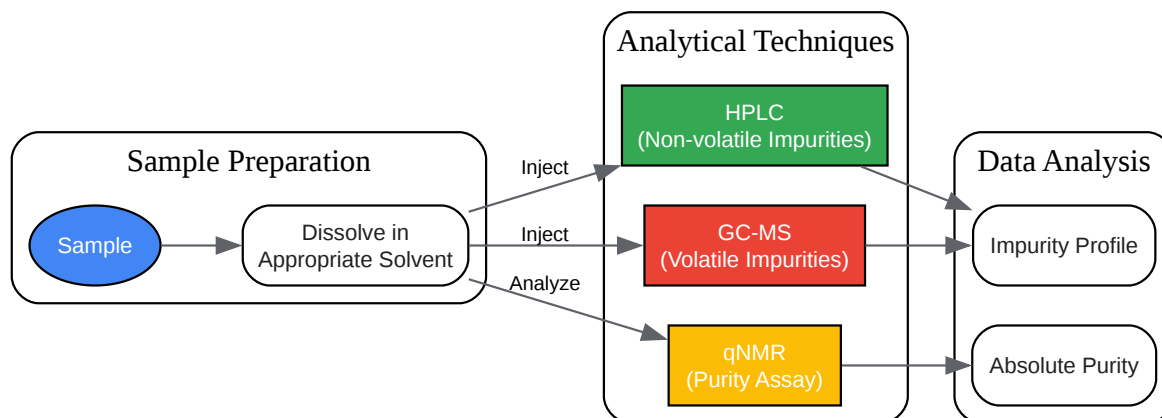 Sample Preparation
Sample
Dissolve in
Appropriate Solvent
Inject
Inject
Analyze
Analytical Techniques
HPLC
(Non-volatile Impurities)
GC-MS
(Volatile Impurities)
qNMR
(Purity Assay)
Data Analysis
Impurity Profile
Absolute Purity